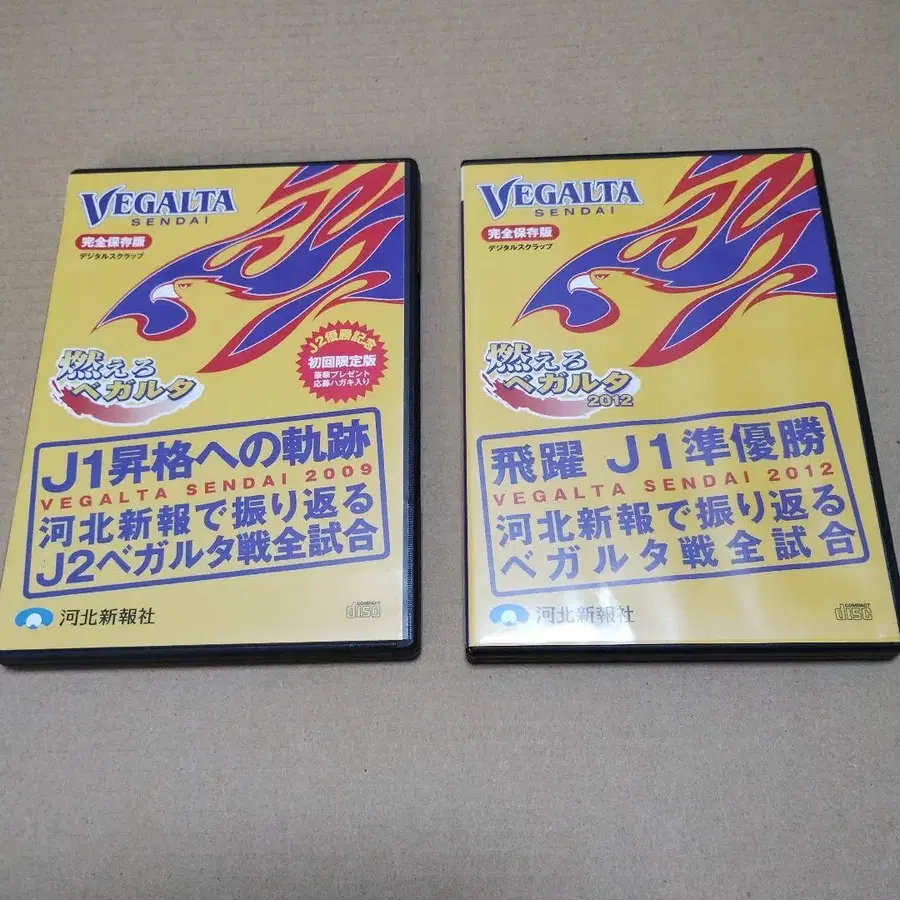 VEGALTA
SENDAI
完全保存版
デジタルスクラップ
燃えろ
ベガルタ
J2優勝記念
初回限定版
豪華プレゼント
応募ハガキ入り
J1昇格への軌跡
VEGALTA SENDAI 2009
河北新報で振り返る
J2ベガルタ戦全試合
河北新報社
COMPACT
disc
VEGALTA
SENDAI
完全保存版
デジタルスクラップ
燃えろ
ベガルタ
2012
飛躍 J1準優勝
VEGALTA SENDAI 2012
河北新報で振り返る
ベガルタ戦全試合
河北新報社
COMPACT
disc